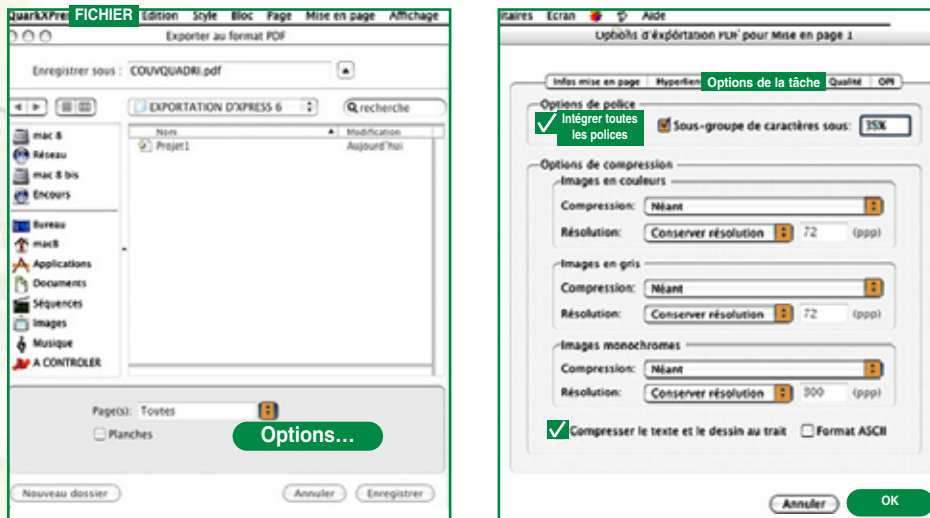 QuarkXPre FICHIER Edition Style Bloc Page Mise en page Affichage
Exporter au format PDF
Enregistrer sous : COUVQUADRI.pdf
EXPORTATION D'XPRESS 6
recherche
mac 8
Réseau
mac 8 bis
Encours
Bureau
mac8
Applications
Documents
Séquences
Images
Musique
A CONTROLER
Nom Modification
Projet1 Aujourd'hui
Page(s): Toutes
Planches
Options…
Nouveau dossier Annuler Enregistrer
itaires Ecran Aide
Options d'exportation PDF pour Mise en page 1
Infos mise en page Hyperlien Options de la tâche Qualité OPI
Options de police
Intégrer toutes
les polices
Sous-groupe de caractères sous: 35%
Options de compression
Images en couleurs
Compression: Néant
Résolution: Conserver résolution 72 (ppp)
Images en gris
Compression: Néant
Résolution: Conserver résolution 72 (ppp)
Images monochromes
Compression: Néant
Résolution: Conserver résolution 300 (ppp)
Compresser le texte et le dessin au trait Format ASCII
Annuler OK